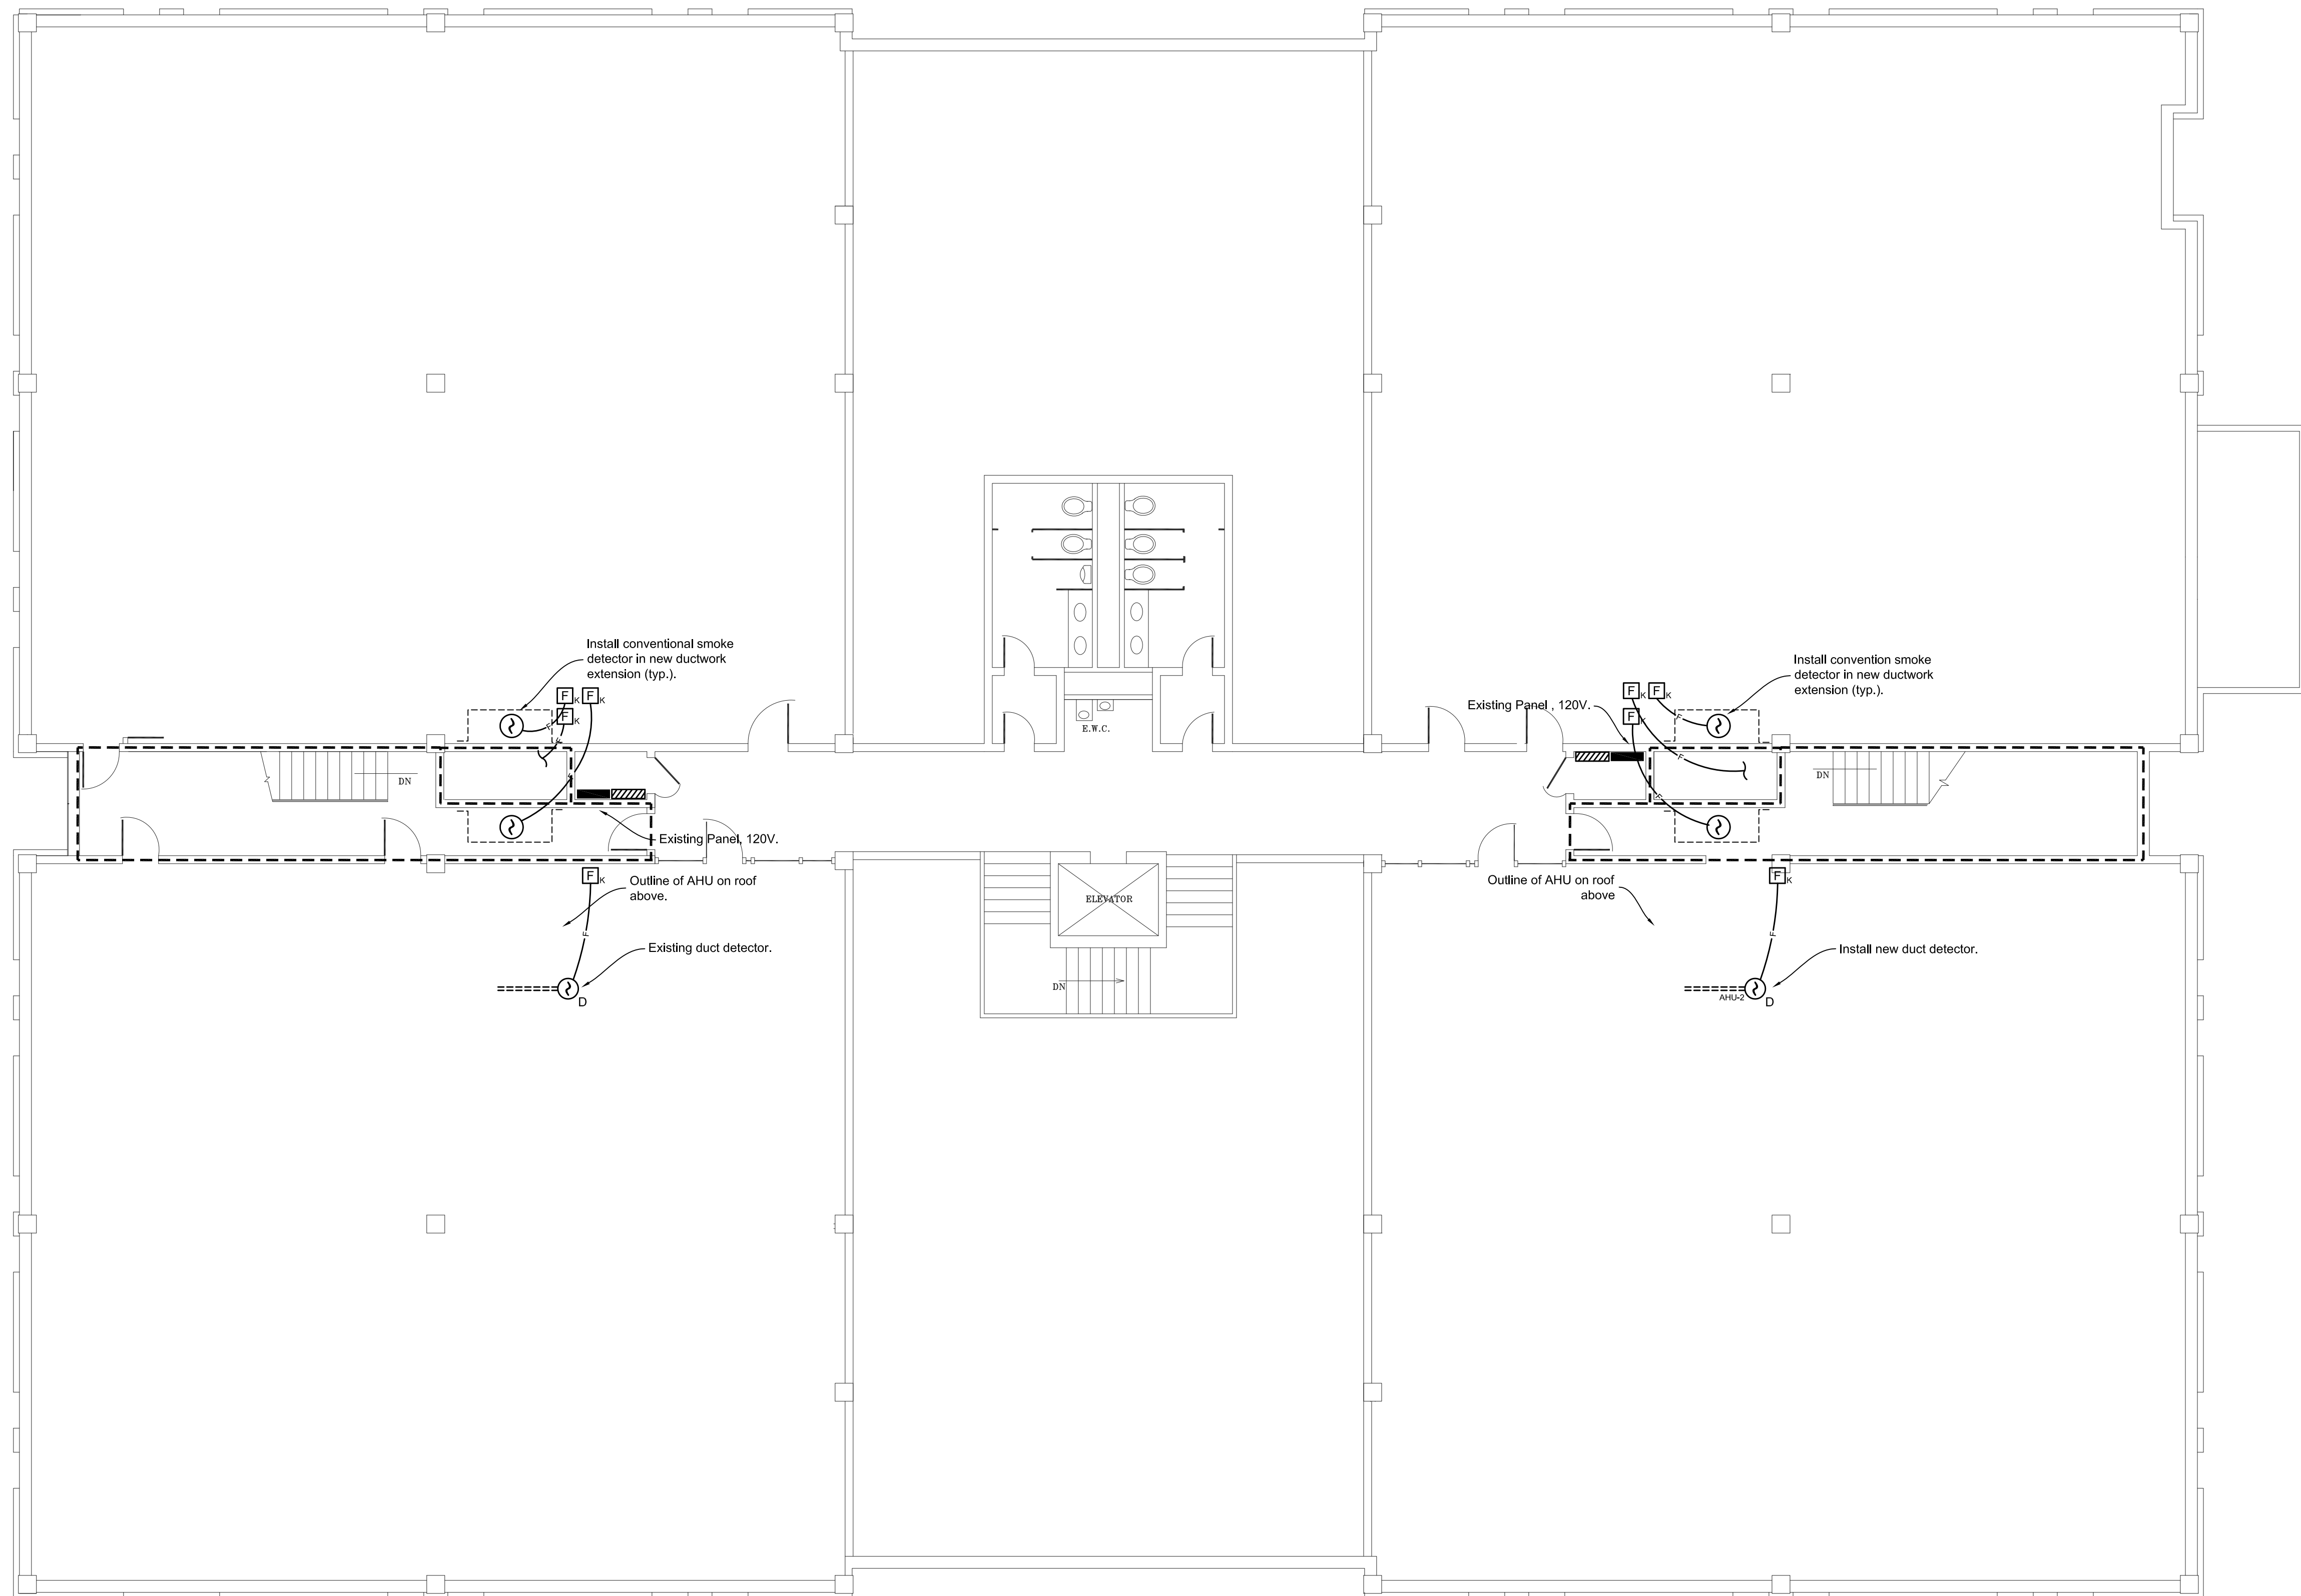 Install conventional smoke
detector in new ductwork
extension (typ.).
F K
F K
F K
F
F
F
DN
Existing Panel, 120V.
F K
Outline of AHU on roof
above.
F
Existing duct detector.
D
E.W.C.
ELEVATOR
DN
Install convention smoke
detector in new ductwork
extension (typ.).
Existing Panel , 120V.
F K
F K
F K
F
F
F
DN
F K
Outline of AHU on roof
above
F
Install new duct detector.
AHU-2
D